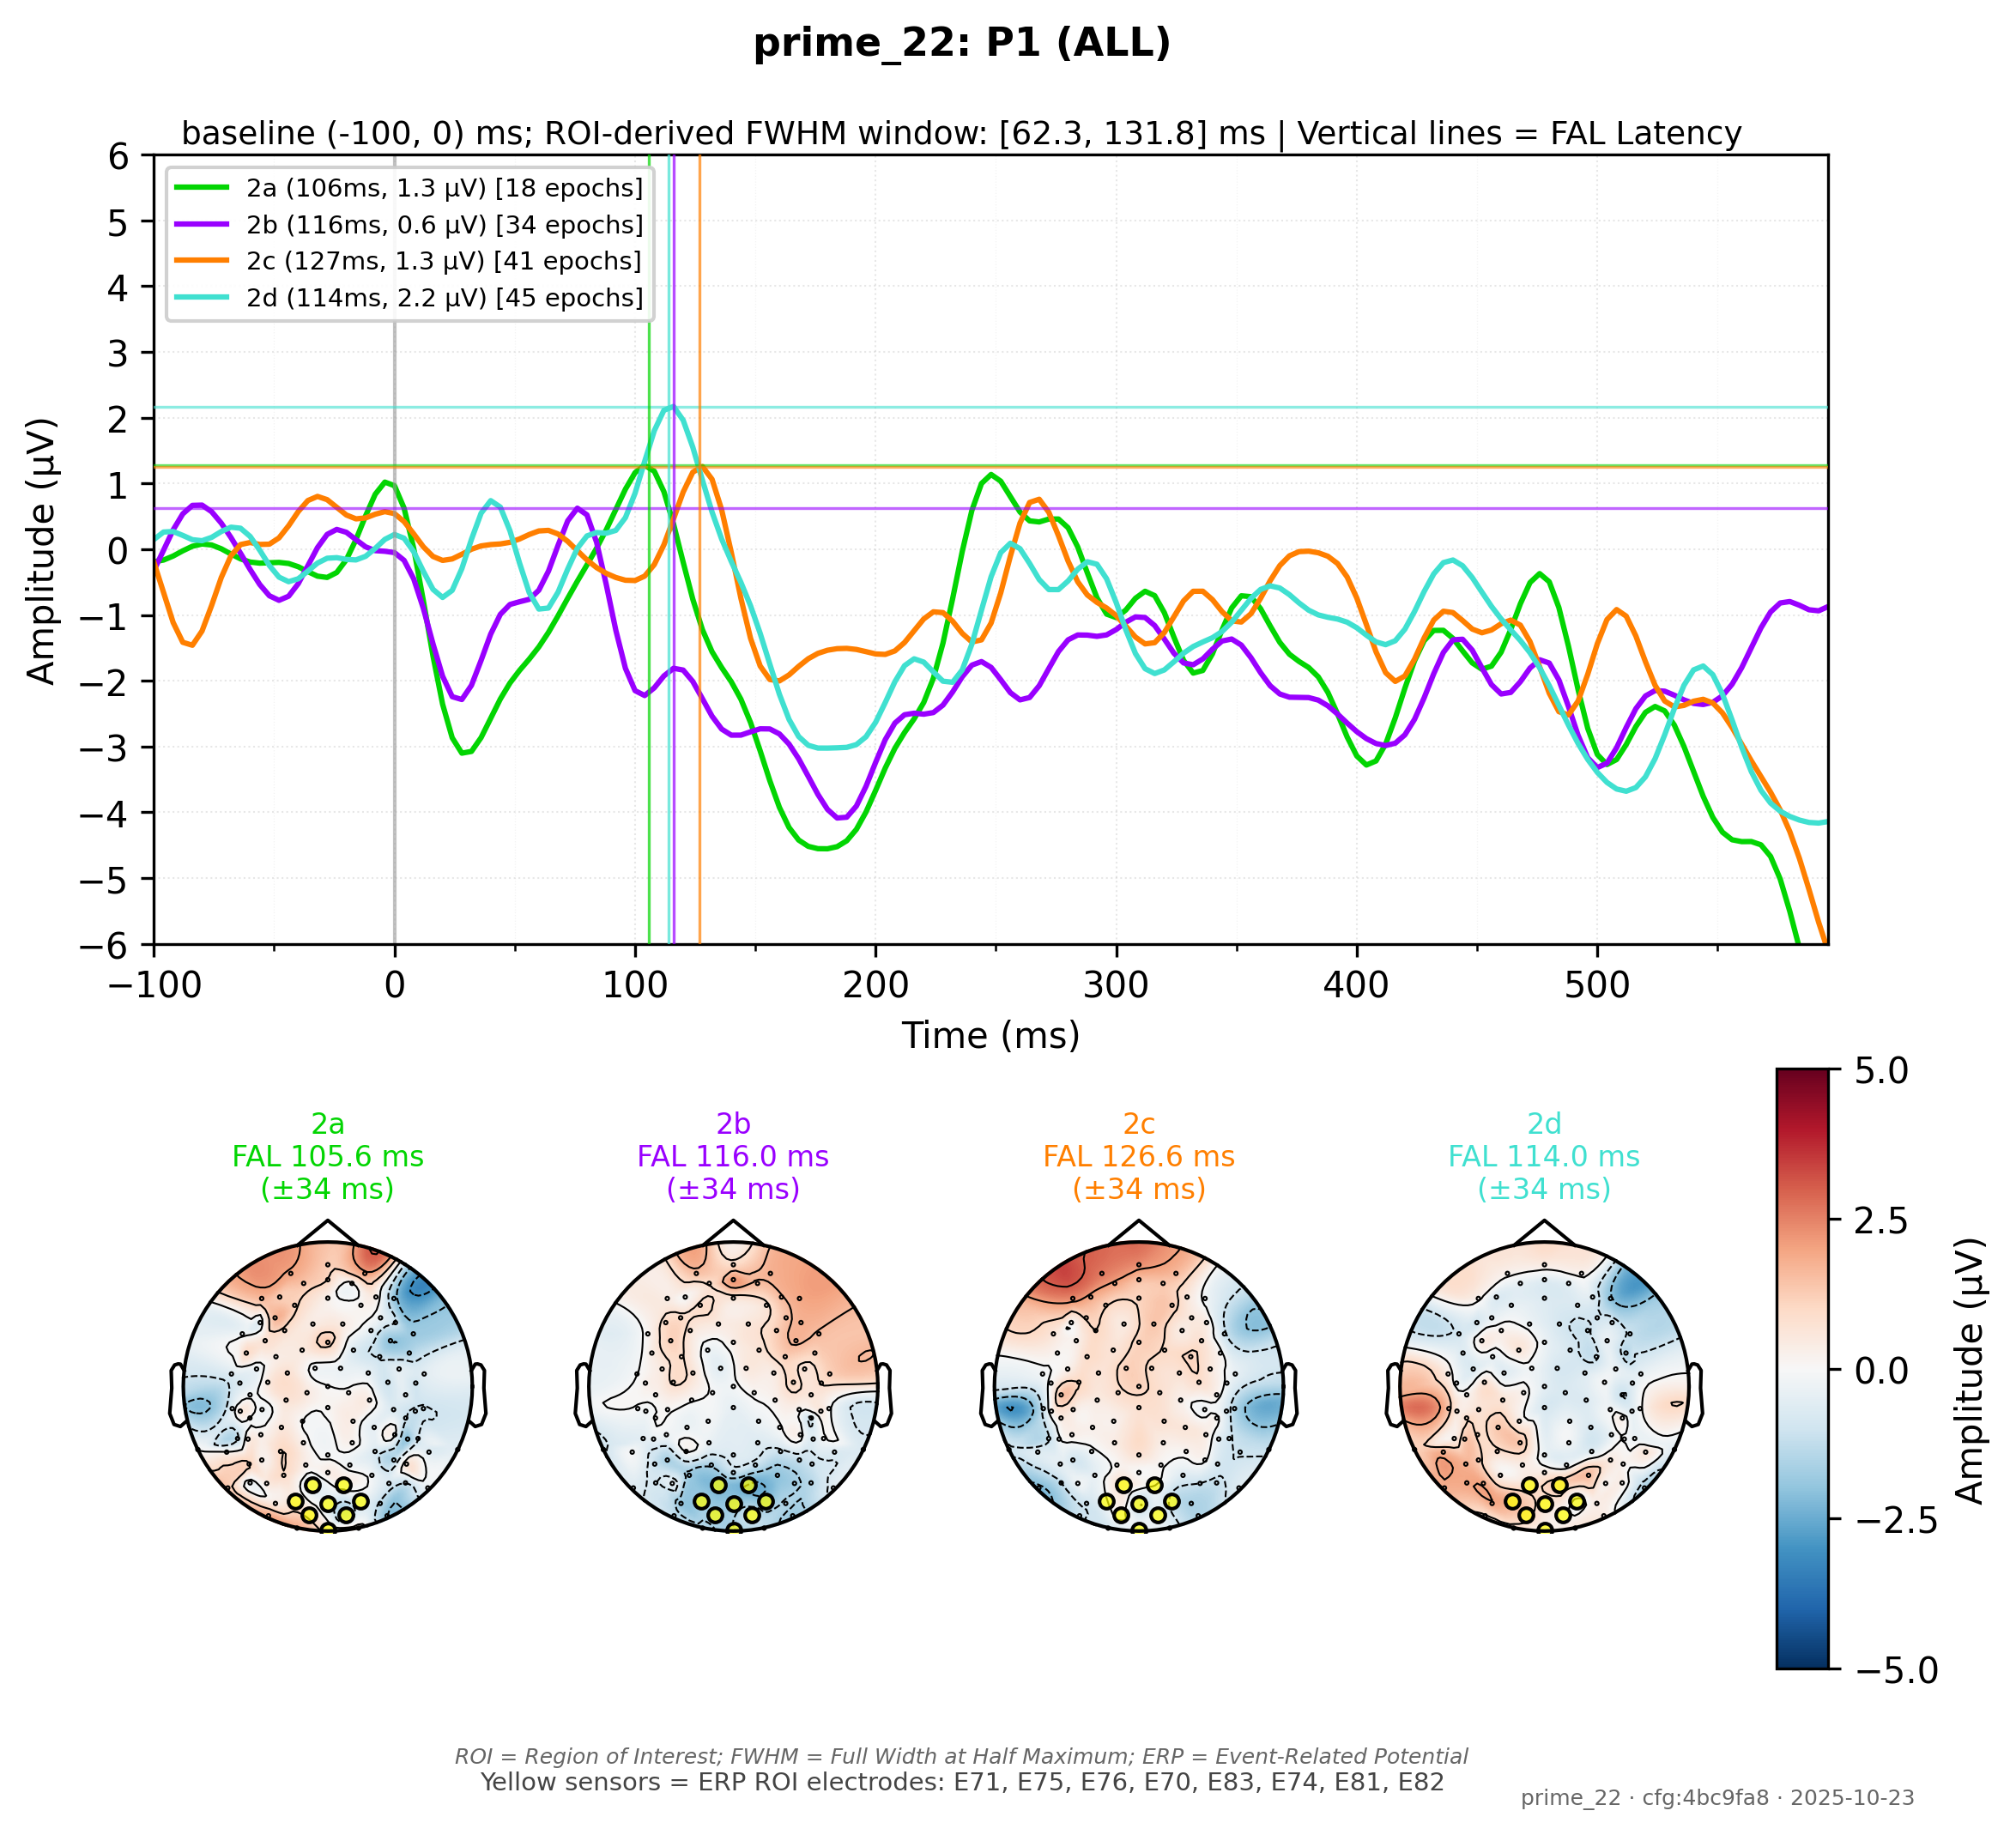 prime_22: P1 (ALL)
baseline (-100, 0) ms; ROI-derived FWHM window: [62.3, 131.8] ms | Vertical lines = FAL Latency
2a (106ms, 1.3 µV) [18 epochs]
2b (116ms, 0.6 µV) [34 epochs]
2c (127ms, 1.3 µV) [41 epochs]
2d (114ms, 2.2 µV) [45 epochs]
Amplitude (µV)
6
5
4
3
2
1
0
−1
−2
−3
−4
−5
−6
−100 0 100 200 300 400 500
Time (ms)
2a
FAL 105.6 ms
(±34 ms)
2b
FAL 116.0 ms
(±34 ms)
2c
FAL 126.6 ms
(±34 ms)
2d
FAL 114.0 ms
(±34 ms)
5.0
2.5
0.0
−2.5
−5.0
Amplitude (µV)
ROI = Region of Interest; FWHM = Full Width at Half Maximum; ERP = Event-Related Potential
Yellow sensors = ERP ROI electrodes: E71, E75, E76, E70, E83, E74, E81, E82
prime_22 · cfg:4bc9fa8 · 2025-10-23